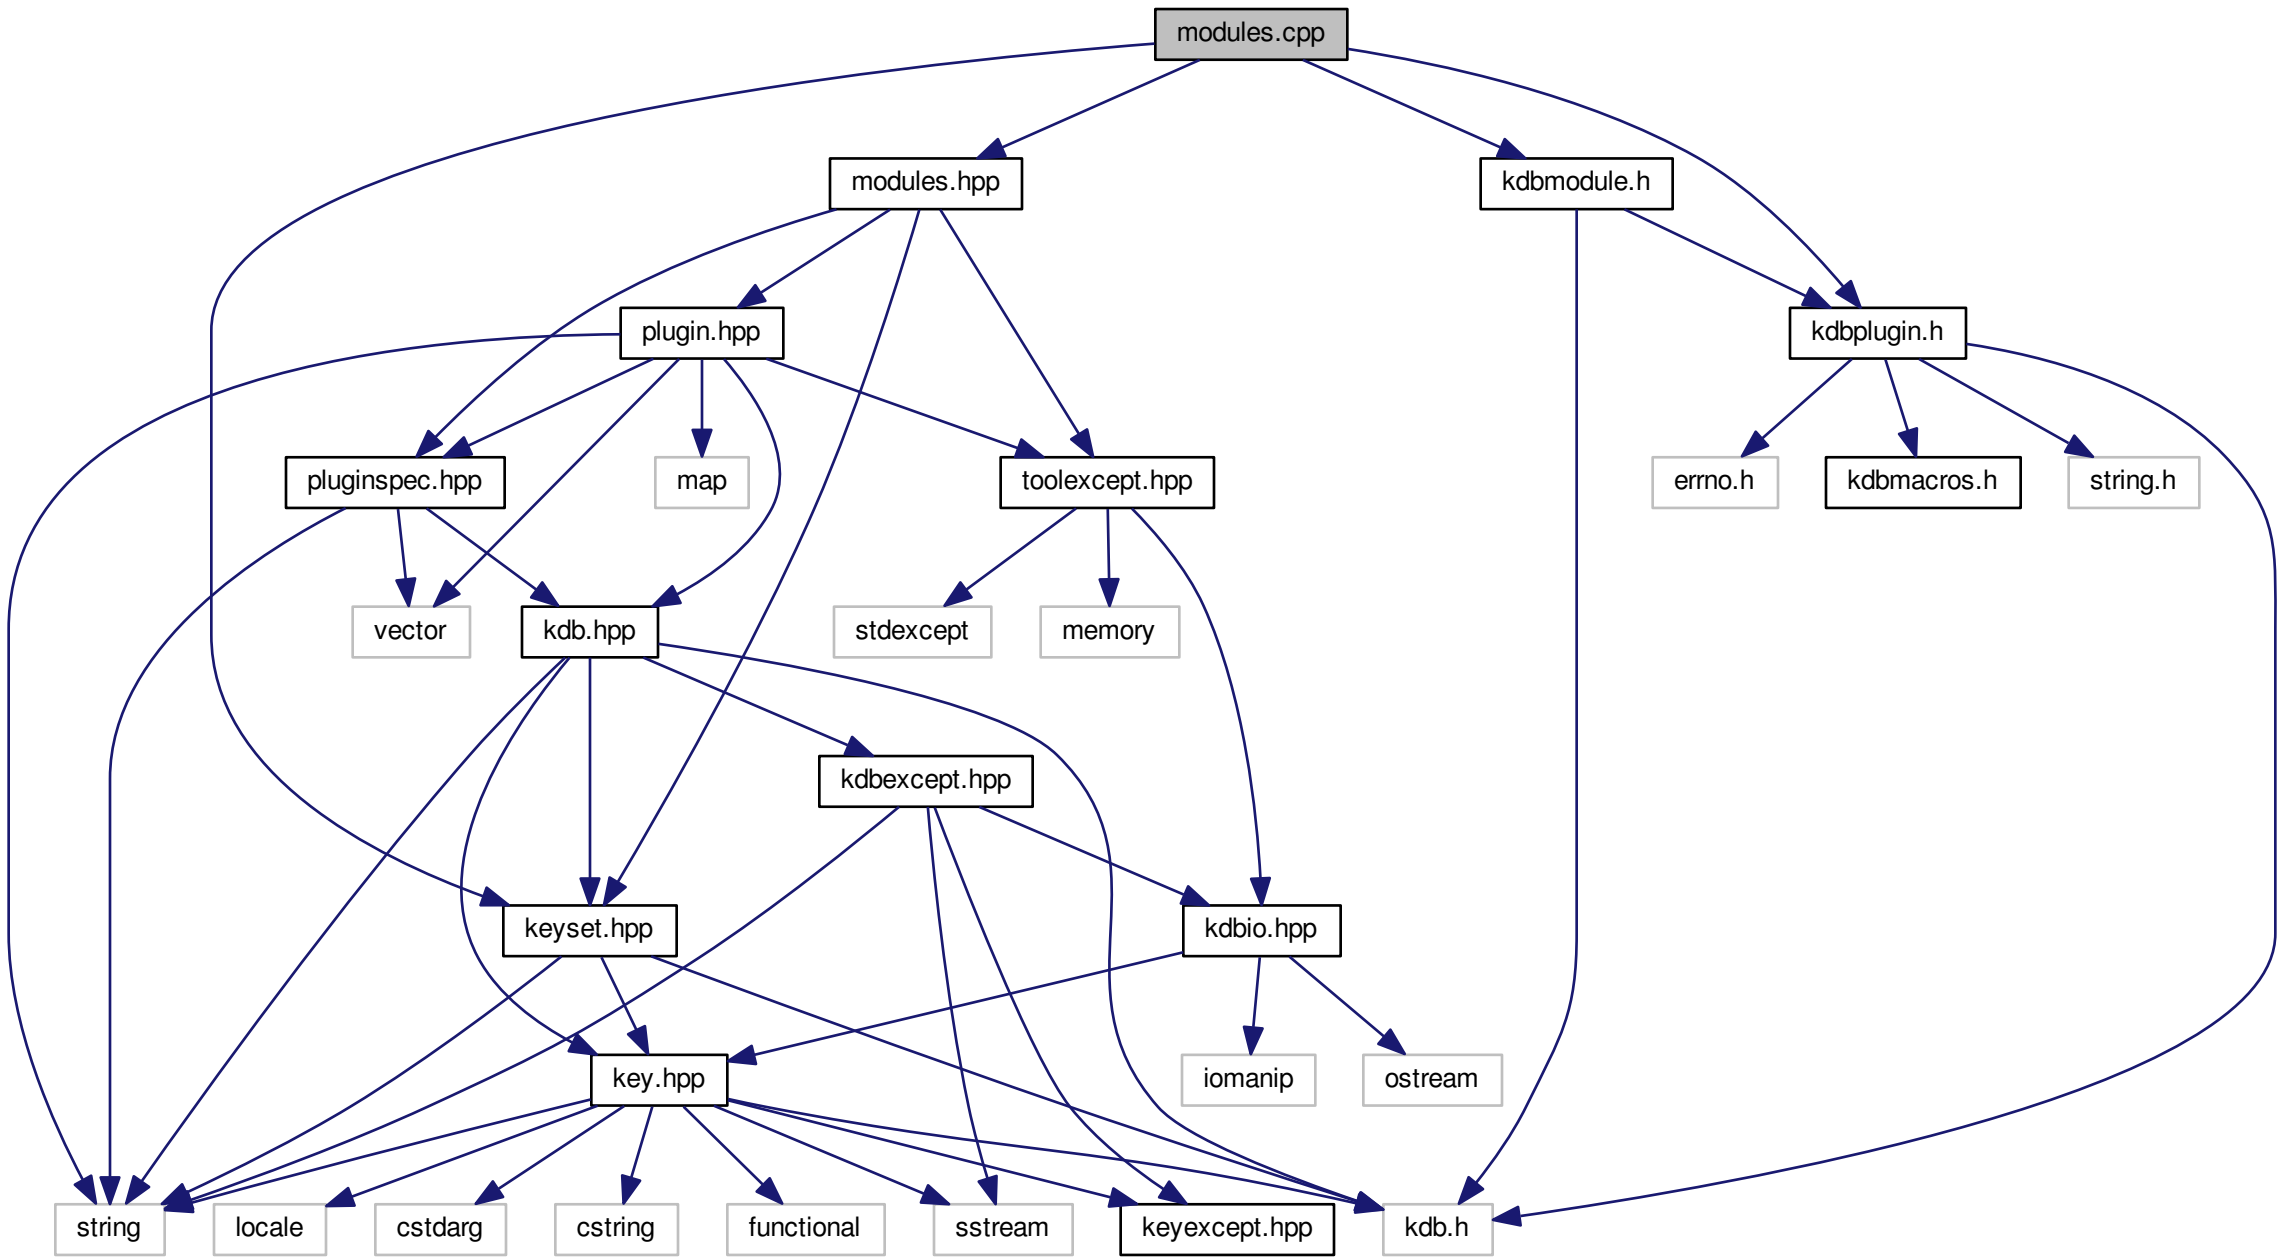 modules.cpp
modules.hpp
kdbmodule.h
plugin.hpp
kdbplugin.h
pluginspec.hpp
map
toolexcept.hpp
errno.h
kdbmacros.h
string.h
vector
kdb.hpp
stdexcept
memory
kdbexcept.hpp
keyset.hpp
kdbio.hpp
key.hpp
iomanip
ostream
string
locale
cstdarg
cstring
functional
sstream
keyexcept.hpp
kdb.h